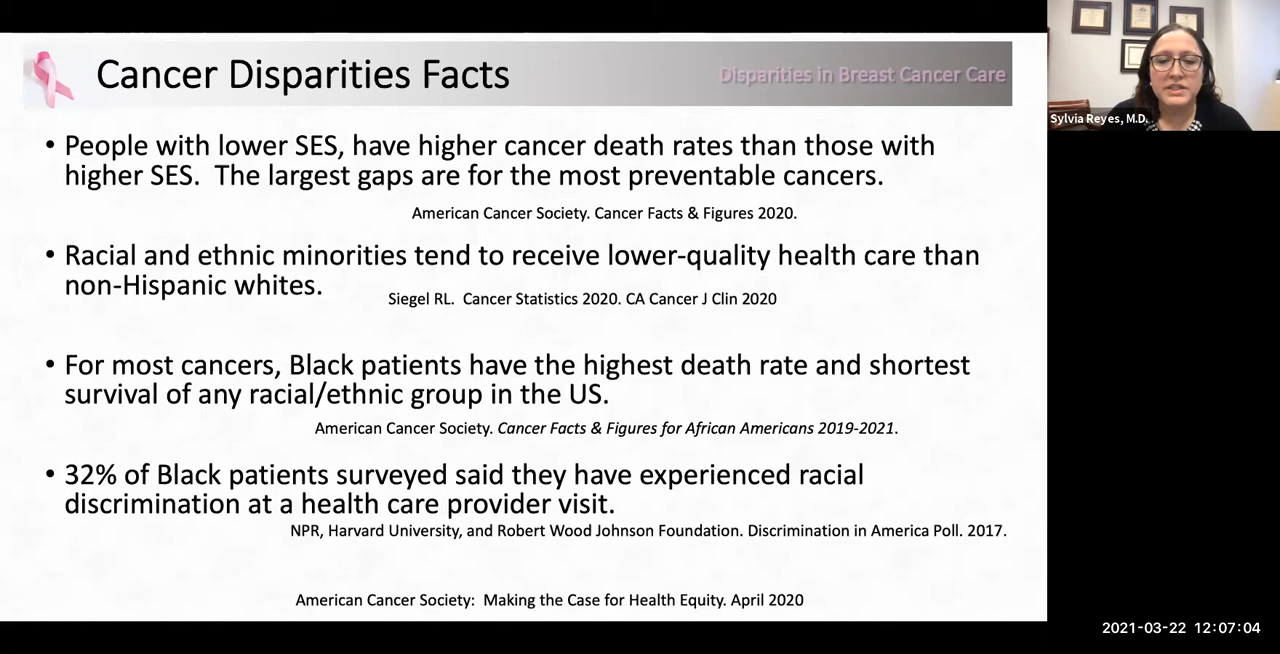 Cancer Disparities Facts
Disparities in Breast Cancer Care
Sylvia Reyes, M.D.
• People with lower SES, have higher cancer death rates than those with
higher SES.  The largest gaps are for the most preventable cancers.
American Cancer Society. Cancer Facts & Figures 2020.
• Racial and ethnic minorities tend to receive lower-quality health care than
non-Hispanic whites.
Siegel RL.  Cancer Statistics 2020. CA Cancer J Clin 2020
• For most cancers, Black patients have the highest death rate and shortest
survival of any racial/ethnic group in the US.
American Cancer Society. Cancer Facts & Figures for African Americans 2019-2021.
• 32% of Black patients surveyed said they have experienced racial
discrimination at a health care provider visit.
NPR, Harvard University, and Robert Wood Johnson Foundation. Discrimination in America Poll. 2017.
American Cancer Society:  Making the Case for Health Equity. April 2020
2021-03-22 12:07:04